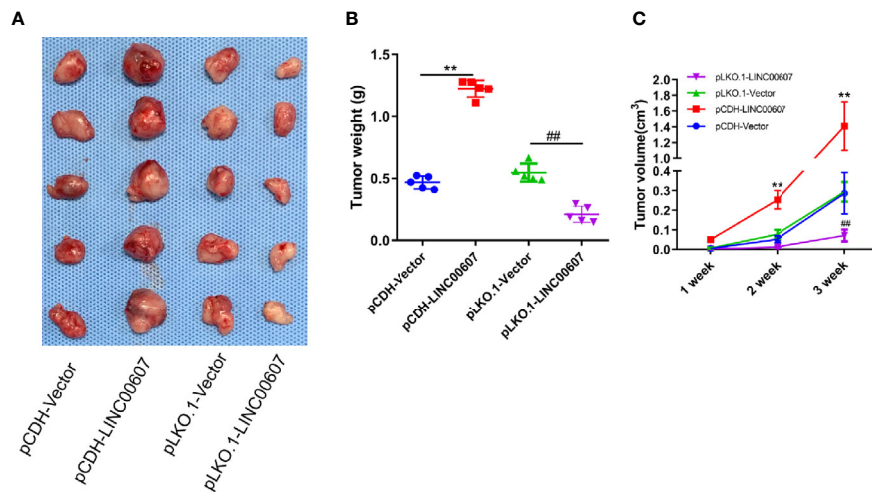 A
pCDH-Vector
pCDH-LINC00607
pLKO.1-Vector
pLKO.1-LINC00607
B
Tumor weight (g)
1.5
1.0
0.5
0.0
**
##
pCDH-Vector
pCDH-LINC00607
pLKO.1-Vector
pLKO.1-LINC00607
C
Tumor volume(cm³)
2.0
1.8
1.6
1.4
1.2
1.0
0.4
0.3
0.2
0.1
0.0
pLKO.1-LINC00607
pLKO.1-Vector
pCDH-LINC00607
pCDH-Vector
**
**
##
1 week
2 week
3 week